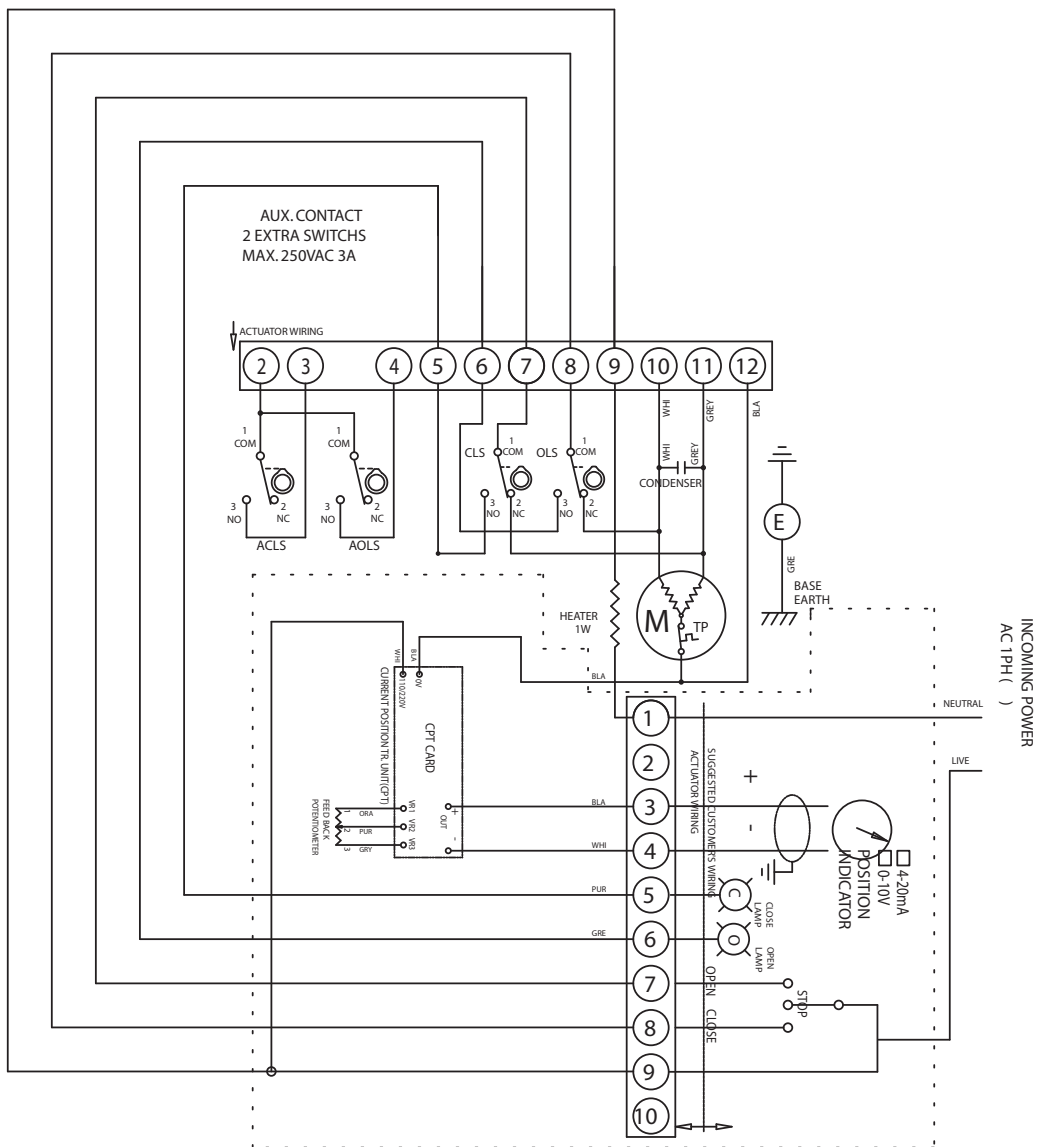 AUX. CONTACT
2 EXTRA SWITCHS
MAX. 250VAC 3A
ACTUATOR WIRING
2 3 4 5 6 7 8 9 10 11 12
WHI
GREY
BLA
1
COM
1
COM
CLS
1
COM
OLS
1
COM
WHI
GREY
CONDENSER
3
NO
2
NC
3
NO
2
NC
3
NO
2
NC
3
NO
2
NC
ACLS
AOLS
E
GRE
BASE
EARTH
HEATER
1W
M
TP
BLA
WHI
BLA
110/220V
0V
CURRENT POSITION TR. UNIT(CPT)
CPT CARD
VR1
VR2
VR3
+
OUT
-
1
2
3
ORA
PUR
GRY
FEED BACK
POTENTIOMETER
INCOMING POWER
AC 1PH ( )
NEUTRAL
LIVE
1
2
3
4
5
6
7
8
9
10
BLA
WHI
PUR
GRE
SUGGESTED CUSTOMER'S WIRING
ACTUATOR WIRING
+
-
POSITION
INDICATOR
4-20mA
0-10V
C
CLOSE
LAMP
O
OPEN
LAMP
OPEN
STOP
CLOSE